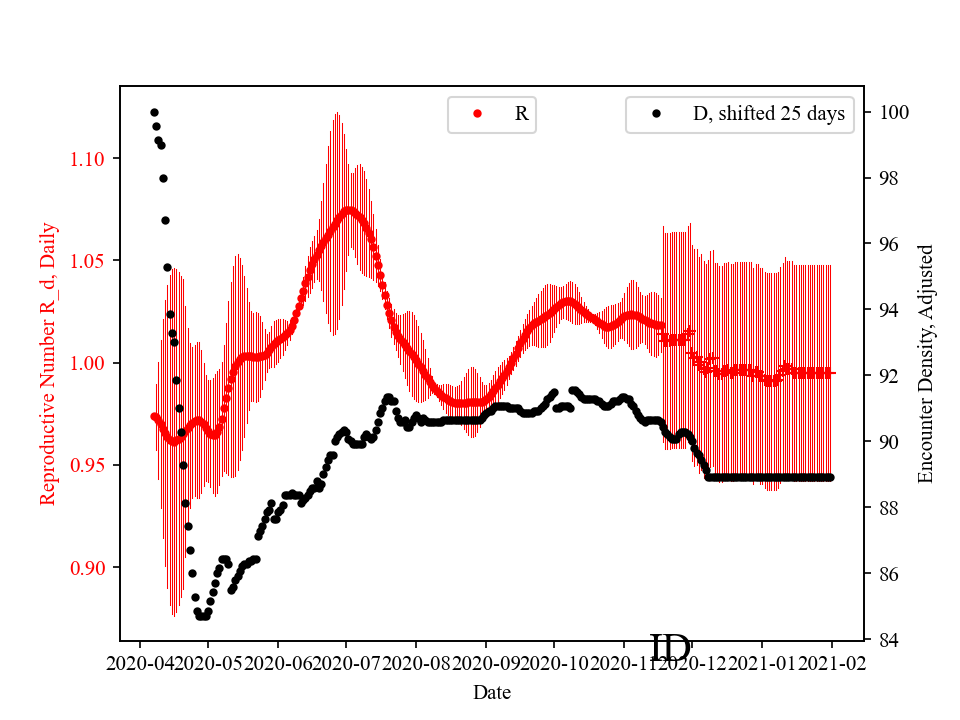 R
D, shifted 25 days
1.10
1.05
1.00
0.95
0.90
Reproductive Number R_d, Daily
100
98
96
94
92
90
88
86
84
Encounter Density, Adjusted
ID
2020-04 2020-05 2020-06 2020-07 2020-08 2020-09 2020-10 2020-11 2020-12 2021-01 2021-02
Date